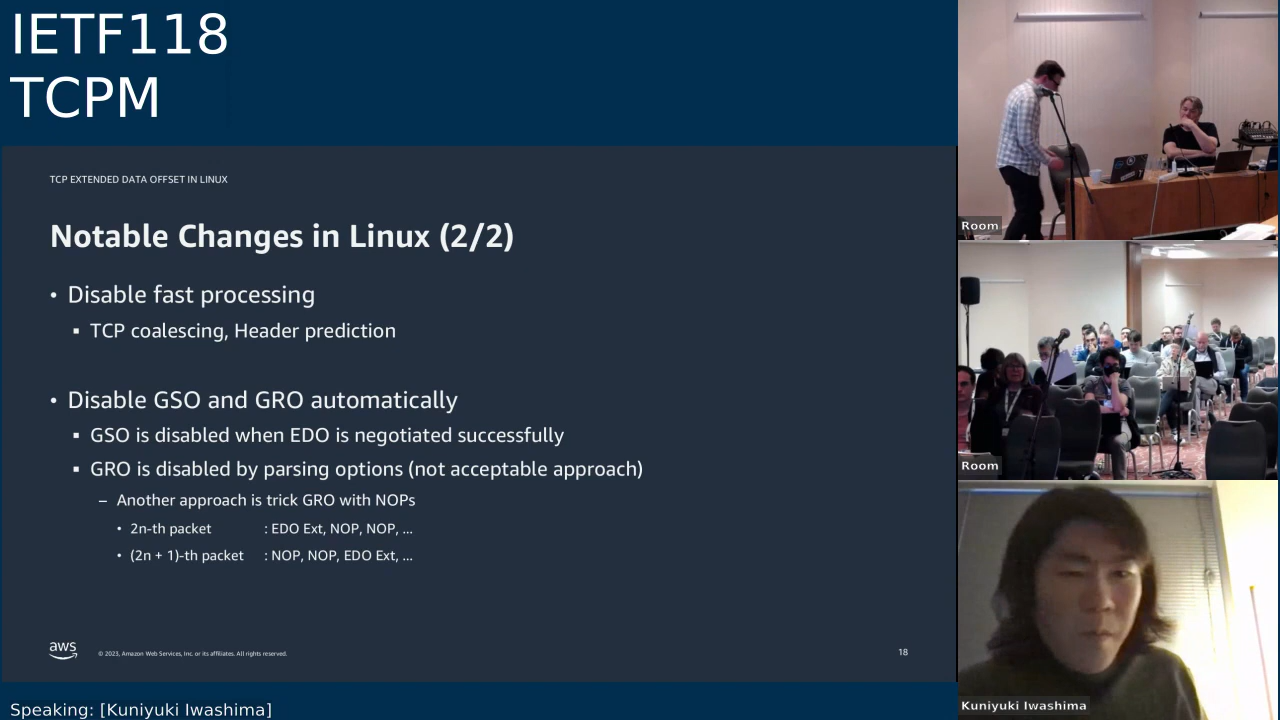 IETF118
TCPM
TCP EXTENDED DATA OFFSET IN LINUX
Notable Changes in Linux (2/2)
• Disable fast processing
▪ TCP coalescing, Header prediction
• Disable GSO and GRO automatically
▪ GSO is disabled when EDO is negotiated successfully
▪ GRO is disabled by parsing options (not acceptable approach)
– Another approach is trick GRO with NOPs
• 2n-th packet : EDO Ext, NOP, NOP, ...
• (2n + 1)-th packet : NOP, NOP, EDO Ext, ...
aws
© 2023, Amazon Web Services, Inc. or its affiliates. All rights reserved.
18
Speaking: [Kuniyuki Iwashima]
Room
Room
Kuniyuki Iwashima